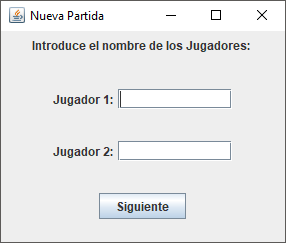 Nueva Partida
Introduce el nombre de los Jugadores:
Jugador 1:
Jugador 2:
Siguiente